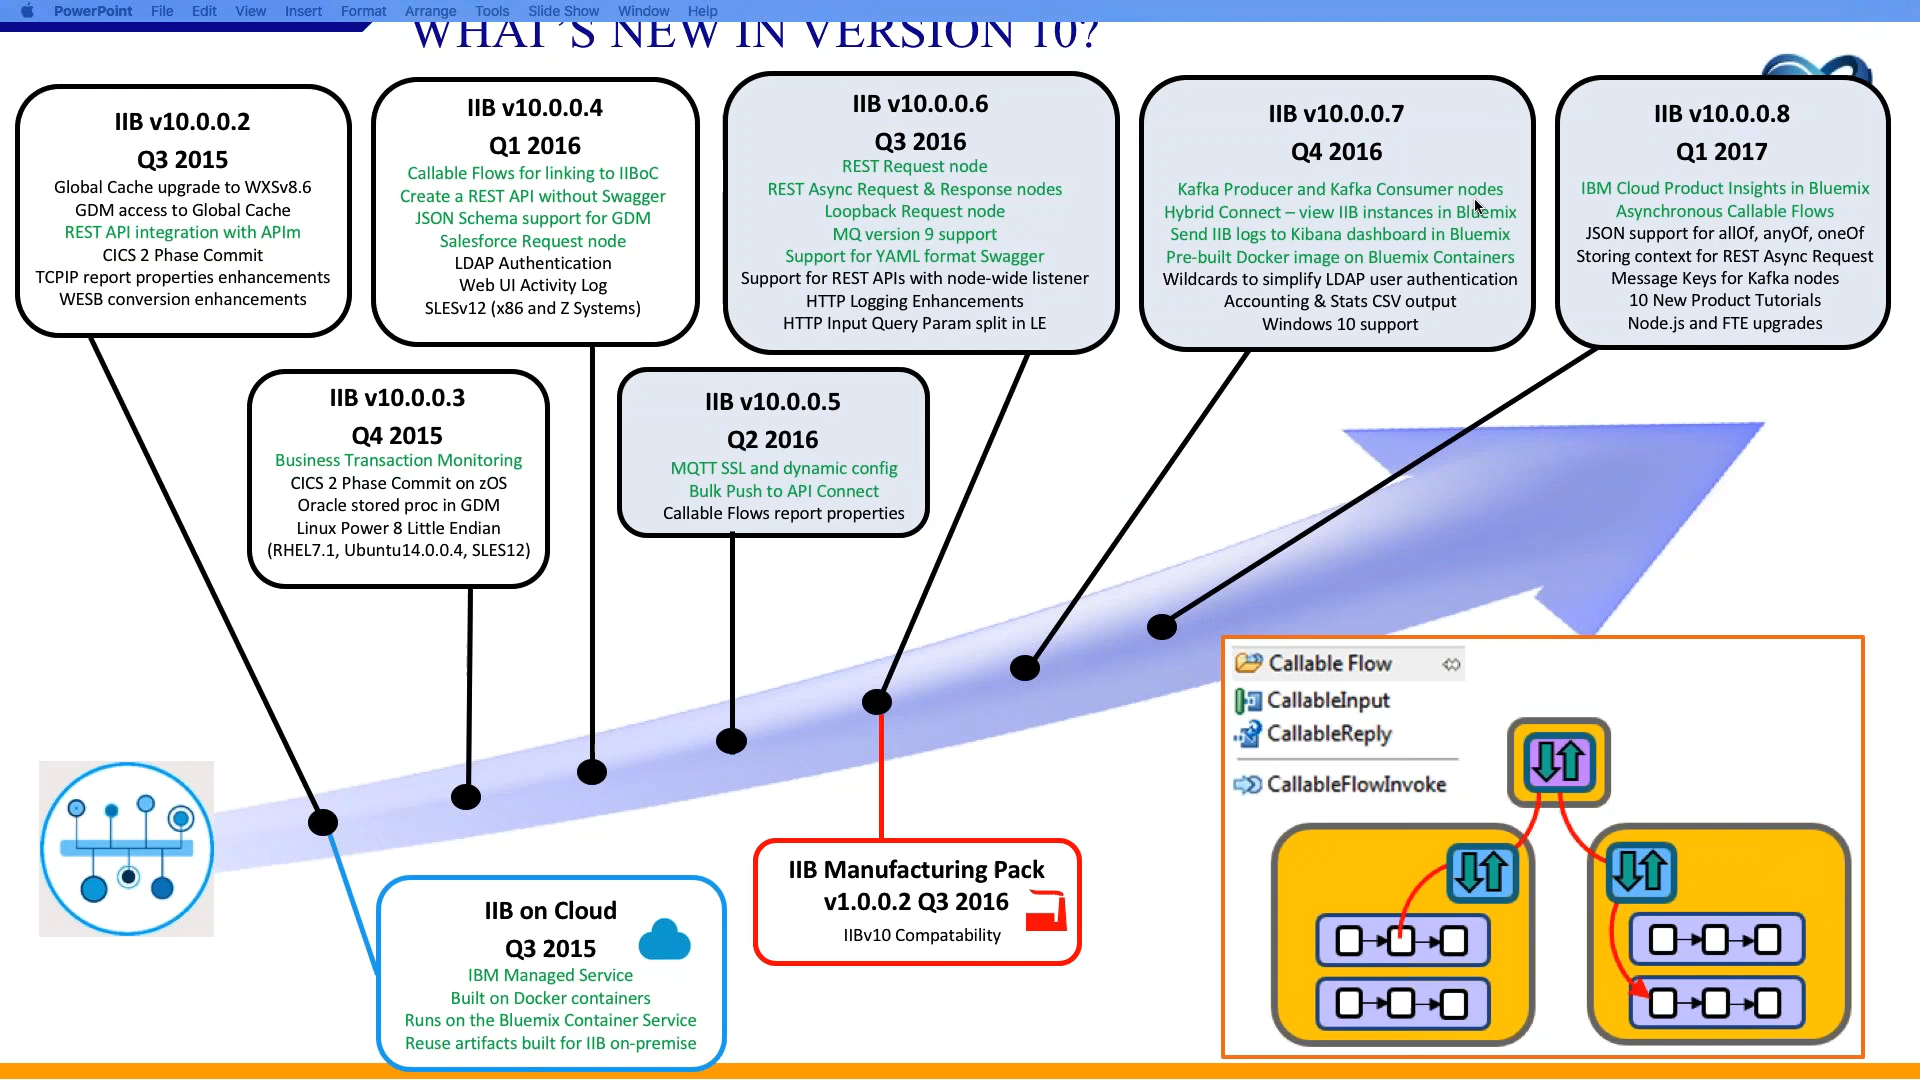 PowerPoint File Edit View Insert Format Arrange Tools Slide Show Window Help
WHAT'S NEW IN VERSION 10?
IIB v10.0.0.2
Q3 2015
Global Cache upgrade to WXSv8.6
GDM access to Global Cache
REST API integration with APIm
CICS 2 Phase Commit
TCPIP report properties enhancements
WESB conversion enhancements
IIB v10.0.0.4
Q1 2016
Callable Flows for linking to IIBoC
Create a REST API without Swagger
JSON Schema support for GDM
Salesforce Request node
LDAP Authentication
Web UI Activity Log
SLESv12 (x86 and Z Systems)
IIB v10.0.0.6
Q3 2016
REST Request node
REST Async Request & Response nodes
Loopback Request node
MQ version 9 support
Support for YAML format Swagger
Support for REST APIs with node-wide listener
HTTP Logging Enhancements
HTTP Input Query Param split in LE
IIB v10.0.0.7
Q4 2016
Kafka Producer and Kafka Consumer nodes
Hybrid Connect – view IIB instances in Bluemix
Send IIB logs to Kibana dashboard in Bluemix
Pre-built Docker image on Bluemix Containers
Wildcards to simplify LDAP user authentication
Accounting & Stats CSV output
Windows 10 support
IIB v10.0.0.8
Q1 2017
IBM Cloud Product Insights in Bluemix
Asynchronous Callable Flows
JSON support for allOf, anyOf, oneOf
Storing context for REST Async Request
Message Keys for Kafka nodes
10 New Product Tutorials
Node.js and FTE upgrades
IIB v10.0.0.3
Q4 2015
Business Transaction Monitoring
CICS 2 Phase Commit on zOS
Oracle stored proc in GDM
Linux Power 8 Little Endian
(RHEL7.1, Ubuntu14.0.0.4, SLES12)
IIB v10.0.0.5
Q2 2016
MQTT SSL and dynamic config
Bulk Push to API Connect
Callable Flows report properties
Callable Flow
CallableInput
CallableReply
CallableFlowInvoke
IIB Manufacturing Pack
v1.0.0.2 Q3 2016
IIBv10 Compatability
IIB on Cloud
Q3 2015
IBM Managed Service
Built on Docker containers
Runs on the Bluemix Container Service
Reuse artifacts built for IIB on-premise